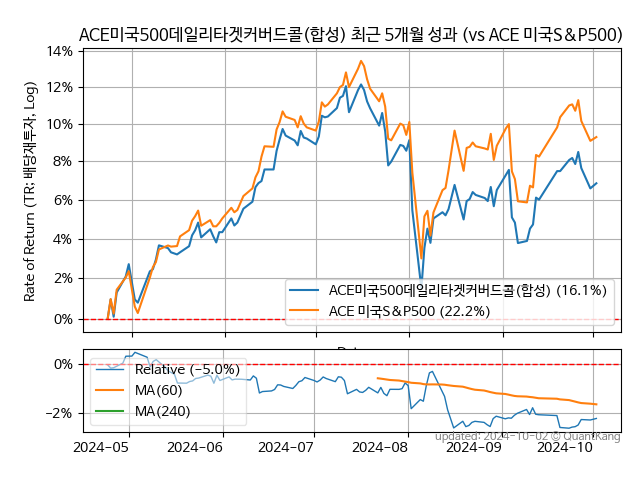 ACE미국500데일리타겟커버드콜(합성) 최근 5개월 성과 (vs ACE 미국S&P500)
Rate of Return (TR: 배당재투자, Log)
14%
12%
10%
8%
6%
4%
2%
0%
ACE미국500데일리타겟커버드콜(합성) (16.1%)
ACE 미국S&P500 (22.2%)
0%
−2%
Relative (−5.0%)
MA(60)
MA(240)
updated: 2024-10-02 © QuantKang
2024-05 2024-06 2024-07 2024-08 2024-09 2024-10